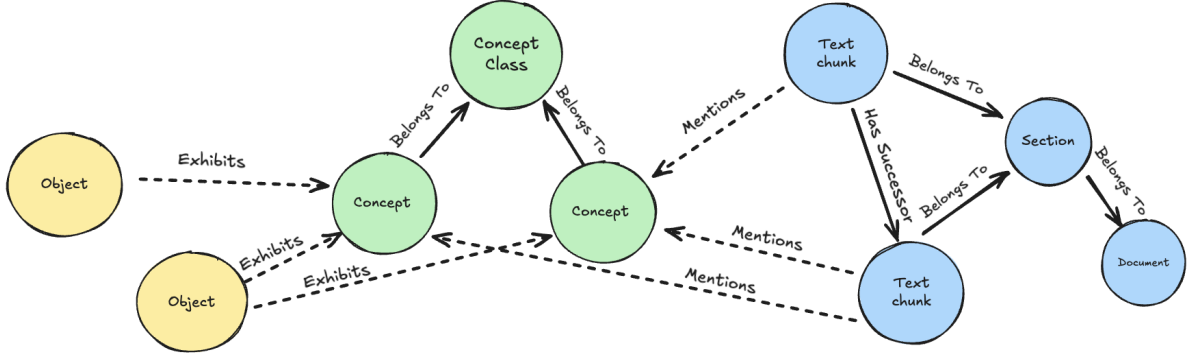 Concept
Class
Text
chunk
Belongs To
Belongs To
Belongs To
Mentions
Has Successor
Exhibits
Object
Concept
Concept
Section
Belongs To
Belongs To
Exhibits
Exhibits
Mentions
Mentions
Object
Text
chunk
Document